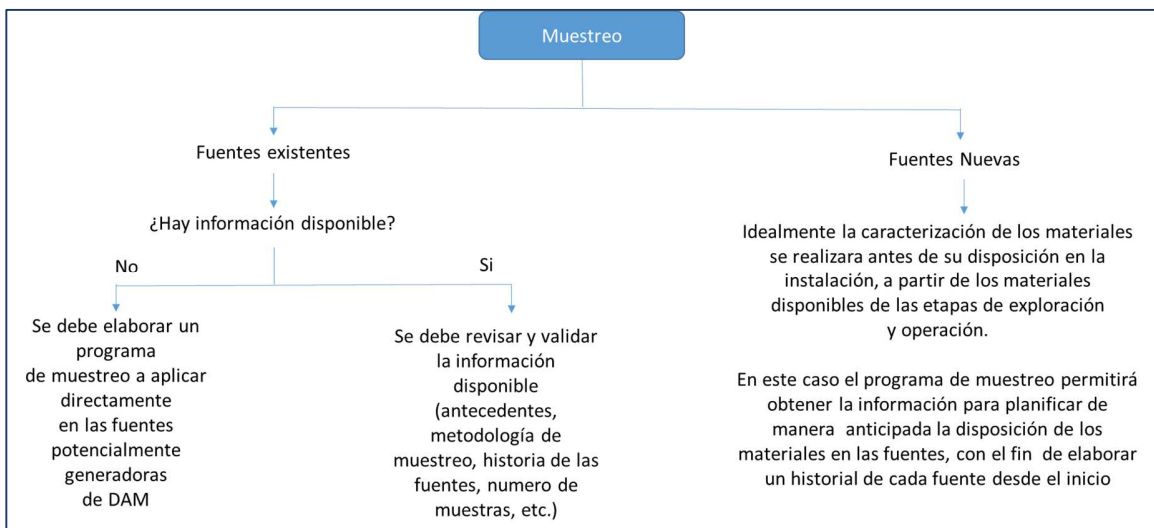 Muestreo
Fuentes existentes
¿Hay información disponible?
No
Si
Se debe elaborar un
programa
de muestreo a aplicar
directamente
en las fuentes
potencialmente
generadoras
de DAM
Se debe revisar y validar
la información
disponible
(antecedentes,
metodología de
muestreo, historia de las
fuentes, numero de
muestras, etc.)
Fuentes Nuevas
Idealmente la caracterización de los materiales
se realizara antes de su disposición en la
instalación, a partir de los materiales
disponibles de las etapas de exploración
y operación.
En este caso el programa de muestreo permitirá
obtener la información para planificar de
manera anticipada la disposición de los
materiales en las fuentes, con el fin de elaborar
un historial de cada fuente desde el inicio